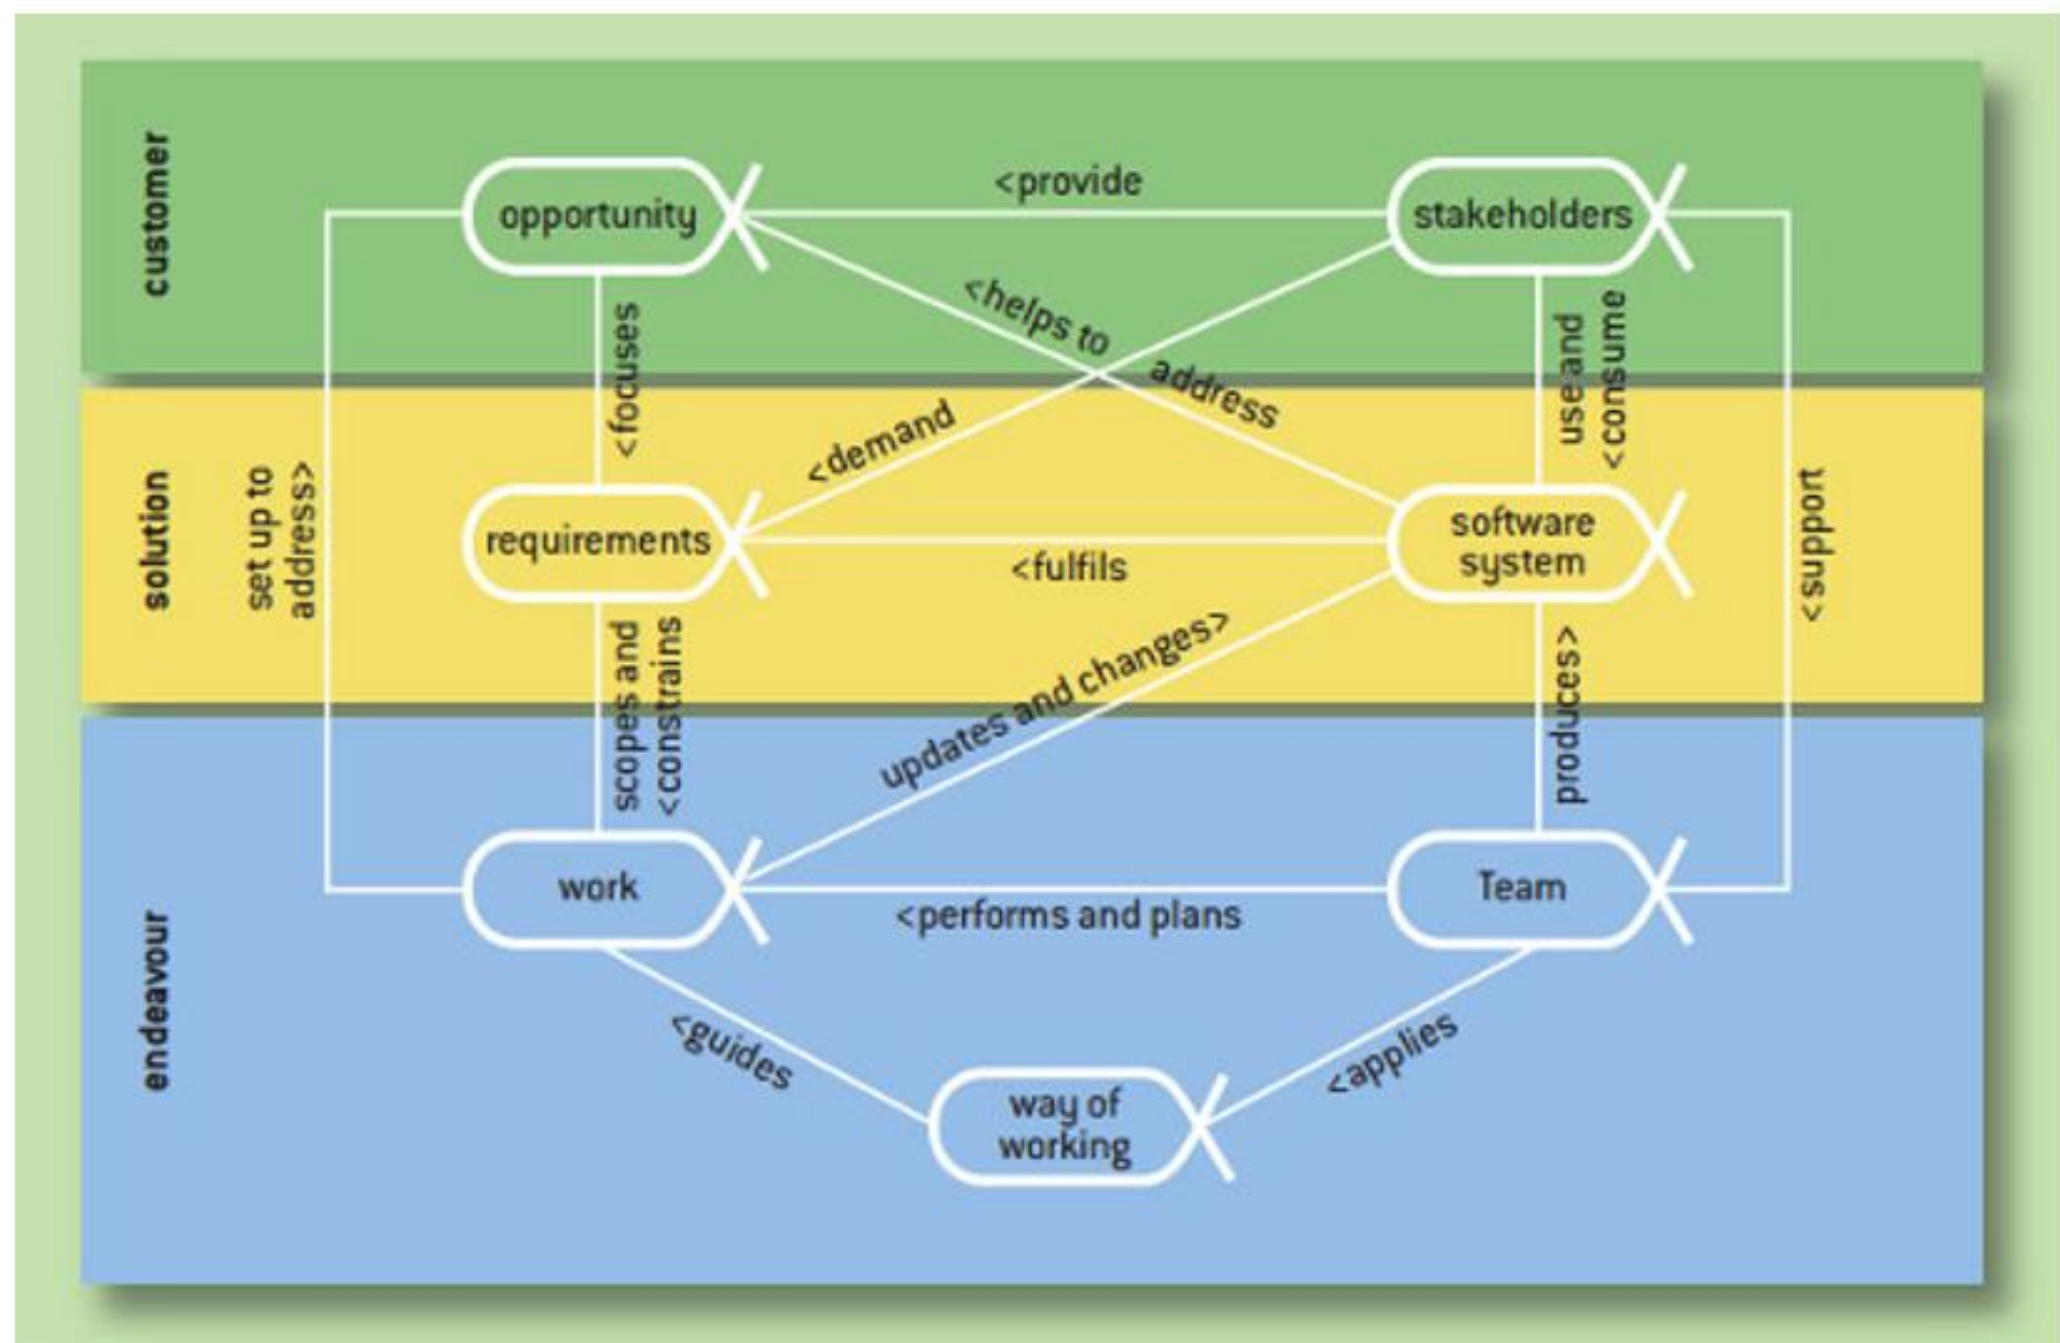 customer
opportunity
<provide
stakeholders
<focuses
<helps to
address
<demand
use and
<consume
solution
set up to
address>
requirements
<fulfils
software
system
<support
scopes and
<constrains
updates and changes>
produces>
endeavour
work
<performs and plans
Team
<guides
<applies
way of
working